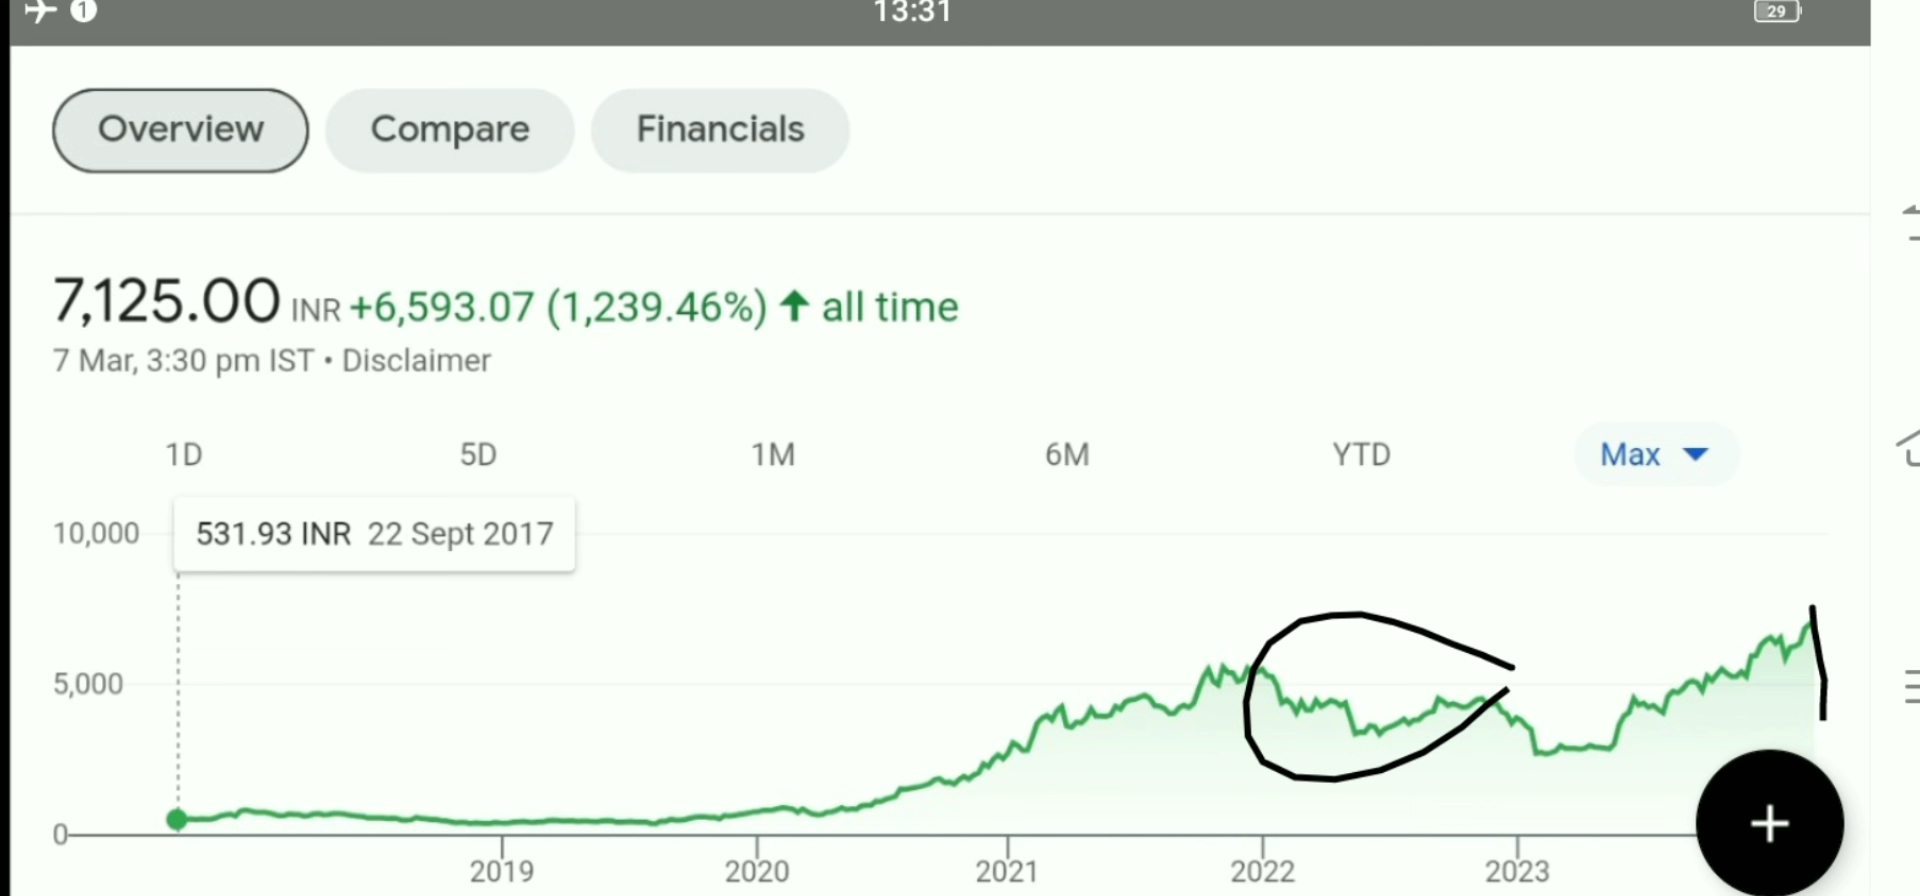 1 13:31 29
Overview Compare Financials
7,125.00 INR +6,593.07 (1,239.46%) ↑ all time
7 Mar, 3:30 pm IST • Disclaimer
1D 5D 1M 6M YTD Max
10,000 531.93 INR 22 Sept 2017
5,000
0
+
2019 2020 2021 2022 2023